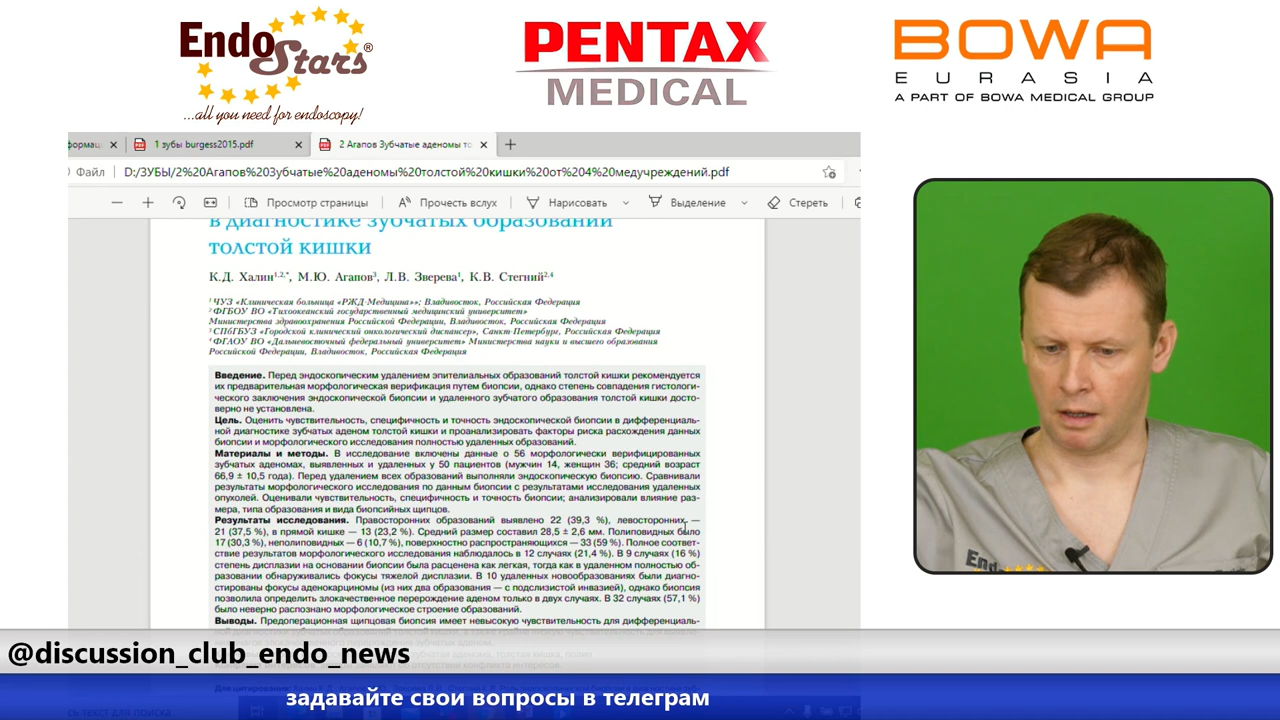 EndoStars®
...all you need for endoscopy!
PENTAX
MEDICAL
BOWA
EURASIA
A PART OF BOWA MEDICAL GROUP
1 зубы burgess2015.pdf
2 Агапов Зубчатые аденомы то
Файл
D:/ЗУБЫ/2%20Агапов%20Зубчатые%20аденомы%20толстой%20кишки%20от%204%20медучреждений.pdf
Просмотр страницы
Прочесть вслух
Нарисовать
Выделение
Стереть
в диагностике зубчатых образований
толстой кишки
К.Д. Халин1,2,*, М.Ю. Агапов3, Л.В. Зверева1, К.В. Стегний2,4
1 ЧУЗ «Клиническая больница «РЖД-Медицина»»; Владивосток, Российская Федерация
2 ФГБОУ ВО «Тихоокеанский государственный медицинский университет»
Министерства здравоохранения Российской Федерации, Владивосток, Российская Федерация
3 СПбГБУЗ «Городской клинический онкологический диспансер», Санкт-Петербург, Российская Федерация
4 ФГАОУ ВО «Дальневосточный федеральный университет» Министерства науки и высшего образования
Российской Федерации, Владивосток, Российская Федерация
Введение. Перед эндоскопическим удалением эпителиальных образований толстой кишки рекомендуется
их предварительная морфологическая верификация путем биопсии, однако степень совпадения гистологи-
ческого заключения эндоскопической биопсии и удаленного зубчатого образования толстой кишки досто-
верно не установлена.
Цель. Оценить чувствительность, специфичность и точность эндоскопической биопсии в дифференциаль-
ной диагностике зубчатых аденом толстой кишки и проанализировать факторы риска расхождения данных
биопсии и морфологического исследования полностью удаленных образований.
Материалы и методы. В исследование включены данные о 56 морфологически верифицированных
зубчатых аденомах, выявленных и удаленных у 50 пациентов (мужчин 14, женщин 36; средний возраст
66,9 ± 10,5 года). Перед удалением всех образований выполняли эндоскопическую биопсию. Сравнивали
результаты морфологического исследования по данным биопсии с результатами исследования удаленных
опухолей. Оценивали чувствительность, специфичность и точность биопсии; анализировали влияние раз-
мера, типа образования и вида биопсийных щипцов.
Результаты исследования. Правосторонних образований выявлено 22 (39,3 %), левосторонних —
21 (37,5 %), в прямой кишке — 13 (23,2 %). Средний размер составил 28,5 ± 2,6 мм. Полиповидных было
17 (30,3 %), неполиповидных — 6 (10,7 %), поверхностно распространяющихся — 33 (59 %). Полное соответ-
ствие результатов морфологического исследования наблюдалось в 12 случаях (21,4 %). В 9 случаях (16 %)
степень дисплазии на основании биопсии была расценена как легкая, тогда как в удаленном полностью об-
разовании обнаруживались фокусы тяжелой дисплазии. В 10 удаленных новообразованиях были диагно-
стированы фокусы аденокарциномы (из них два образования — с подслизистой инвазией), однако биопсия
позволила определить злокачественное перерождение аденом только в двух случаях. В 32 случаях (57,1 %)
было неверно распознано морфологическое строение образований.
Выводы. Предоперационная щипцовая биопсия имеет невысокую чувствительность для дифференциаль-
@discussion_club_endo_news
задавайте свои вопросы в телеграм
Endo